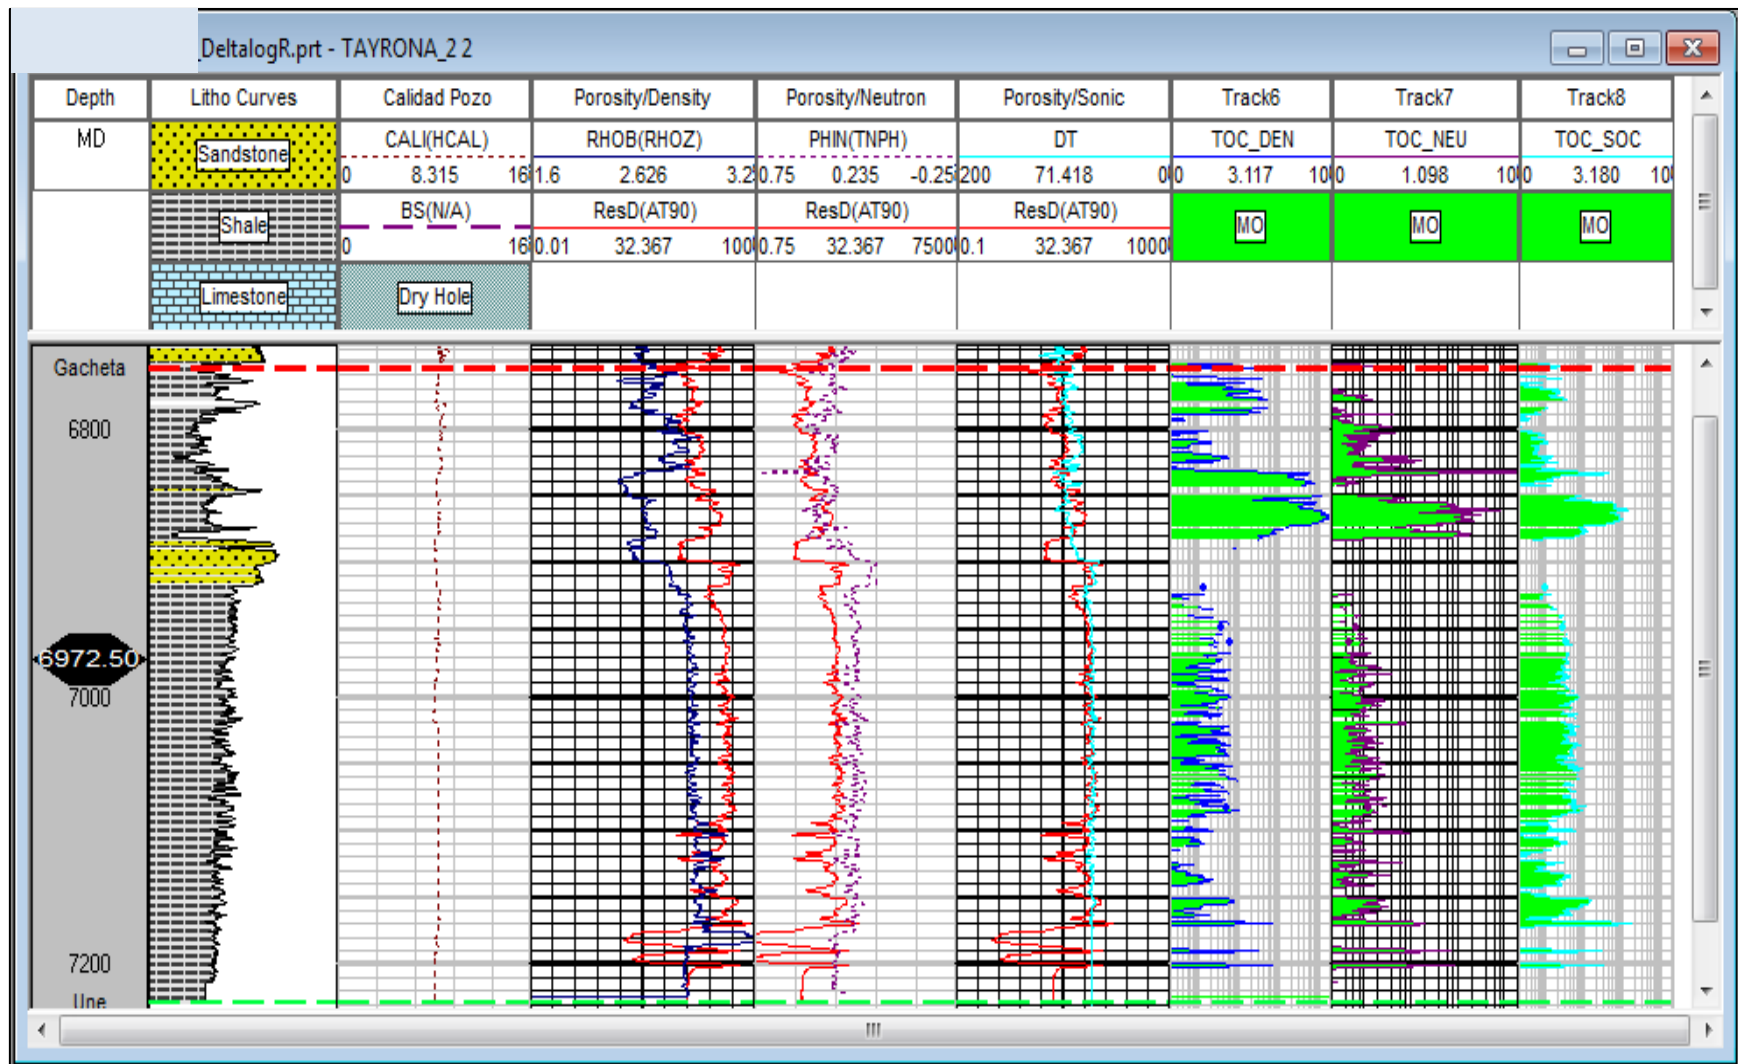 _DeltalogR.prt - TAYRONA_2 2
Depth Litho Curves Calidad Pozo Porosity/Density Porosity/Neutron Porosity/Sonic Track6 Track7 Track8
MD Sandstone CALI(HCAL) RHOB(RHOZ) PHIN(TNPH) DT TOC_DEN TOC_NEU TOC_SOC
0 8.315 16 1.6 2.626 3.2 0.75 0.235 -0.25 200 71.418 0 0 3.117 10 0 1.098 10 0 3.180 10
Shale BS(N/A) ResD(AT90) ResD(AT90) ResD(AT90) MO MO MO
0 16 0.01 32.367 100 0.75 32.367 7500 0.1 32.367 1000
Limestone Dry Hole
Gacheta
6800
6972.50
7000
7200
Une